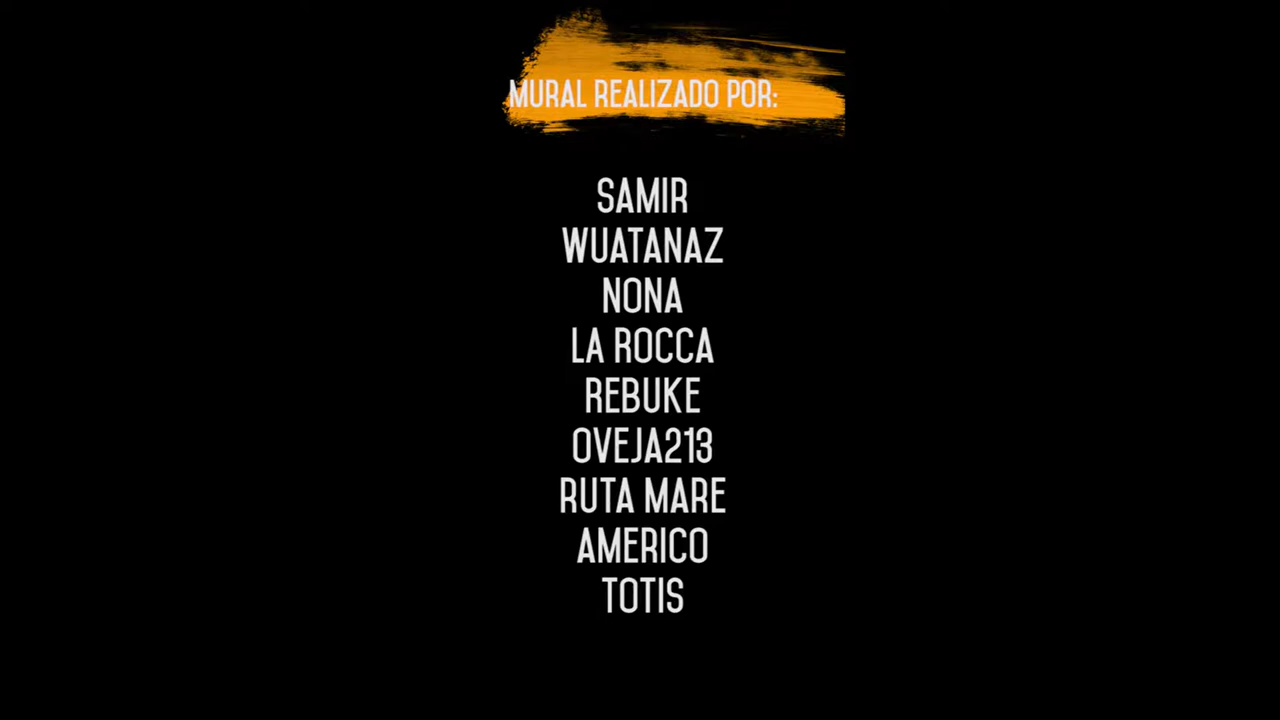 MURAL REALIZADO POR:
SAMIR
WUATANAZ
NONA
LA ROCCA
REBUKE
OVEJA213
RUTA MARE
AMERICO
TOTIS